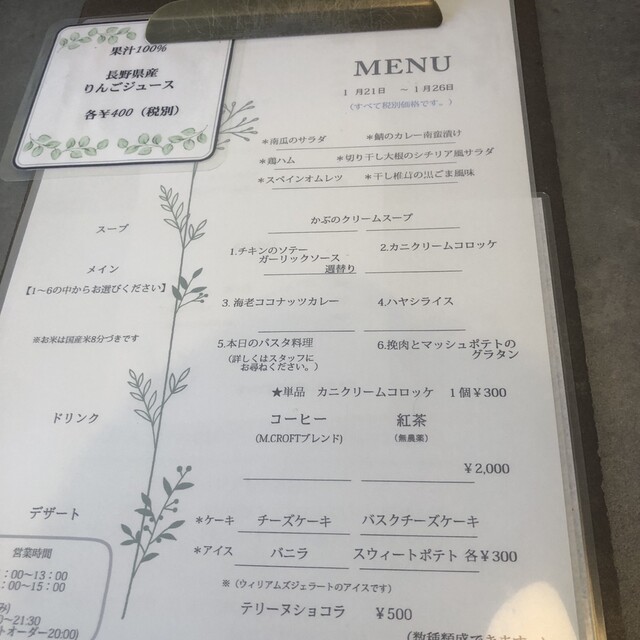 果汁100%
長野県産
りんごジュース
各￥400（税別）
MENU
１月21日　～１月26日
（すべて税別価格です。）
＊南瓜のサラダ　＊鯖のカレー南蛮漬け
＊鶏ハム　＊切り干し大根のシチリア風サラダ
＊スペインオムレツ　＊干し椎茸の黒ごま風味
スープ　かぶのクリームスープ
メイン
【1～6の中からお選びください】
1.チキンのソテー
ガーリックソース
週替り
2.カニクリームコロッケ
3. 海老ココナッツカレー
4.ハヤシライス
※お米は国産米8分づきです
5.本日のパスタ料理
（詳しくはスタッフに
お尋ねください。）
6.挽肉とマッシュポテトの
グラタン
★単品　カニクリームコロッケ　１個￥300
ドリンク
コーヒー
(M.CROFTブレンド)
紅茶
（無農薬）
￥2,000
デザート
＊ケーキ　チーズケーキ　バスクチーズケーキ
＊アイス　バニラ　スウィートポテト 各￥300
※（ウィリアムズジェラートのアイスです）
テリーヌショコラ　￥500
営業時間
：00～13：00
：00～15：00
み)
～21:30
トオーダー20:00)